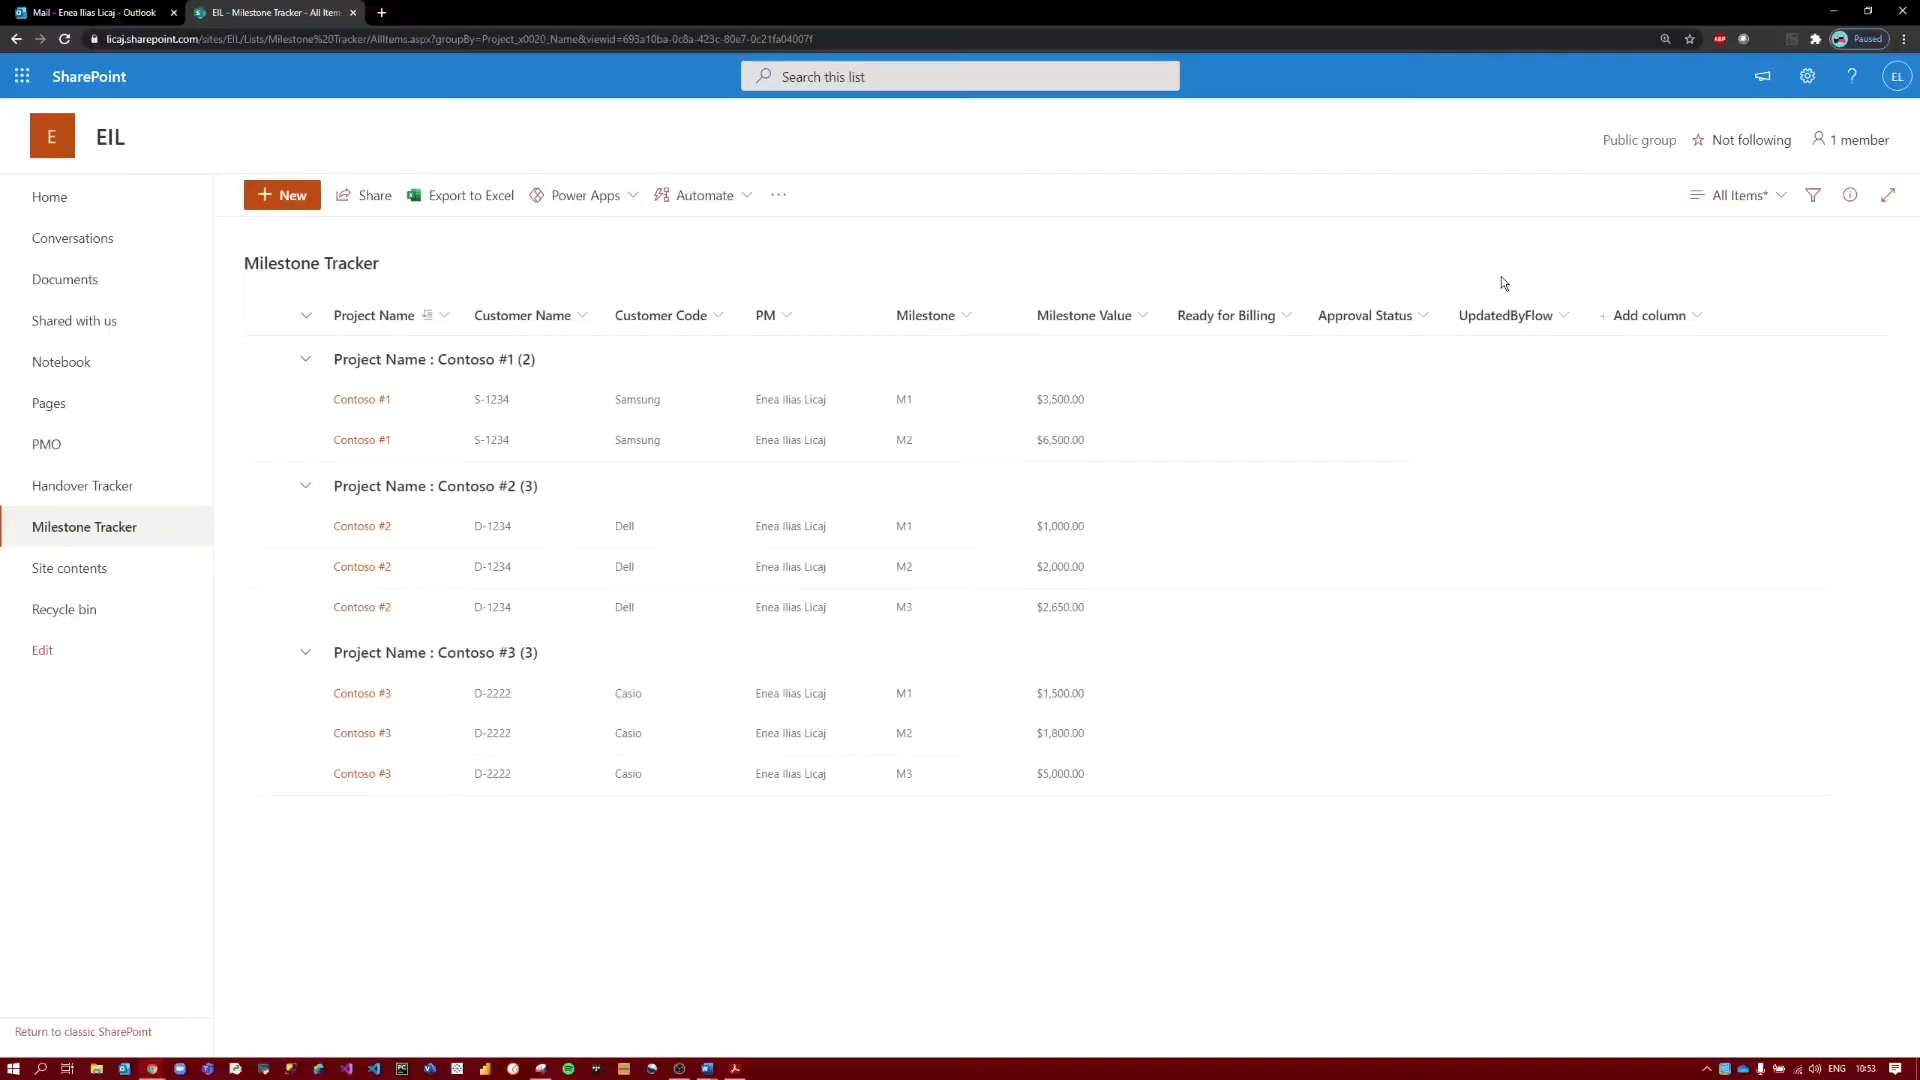 Mail - Enea Ilias Licaj - Outlook
EIL - Milestone Tracker - All Item
licaj.sharepoint.com/sites/EIL/Lists/Milestone%20Tracker/AllItems.aspx?groupBy=Project_x0020_Name&viewid=693a10ba-0c8a-423c-80e7-0c21fa04007f
ABP
Paused
SharePoint
Search this list
EL
E
EIL
Public group
Not following
1 member
Home
Conversations
Documents
Shared with us
Notebook
Pages
PMO
Handover Tracker
Milestone Tracker
Site contents
Recycle bin
Edit
Return to classic SharePoint
+ New
Share
Export to Excel
Power Apps
Automate
...
All Items*
Milestone Tracker
Project Name Customer Name Customer Code PM Milestone Milestone Value Ready for Billing Approval Status UpdatedByFlow + Add column
Project Name : Contoso #1 (2)
Contoso #1 S-1234 Samsung Enea Ilias Licaj M1 $3,500.00
Contoso #1 S-1234 Samsung Enea Ilias Licaj M2 $6,500.00
Project Name : Contoso #2 (3)
Contoso #2 D-1234 Dell Enea Ilias Licaj M1 $1,000.00
Contoso #2 D-1234 Dell Enea Ilias Licaj M2 $2,000.00
Contoso #2 D-1234 Dell Enea Ilias Licaj M3 $2,650.00
Project Name : Contoso #3 (3)
Contoso #3 D-2222 Casio Enea Ilias Licaj M1 $1,500.00
Contoso #3 D-2222 Casio Enea Ilias Licaj M2 $1,800.00
Contoso #3 D-2222 Casio Enea Ilias Licaj M3 $5,000.00
ENG
10:53